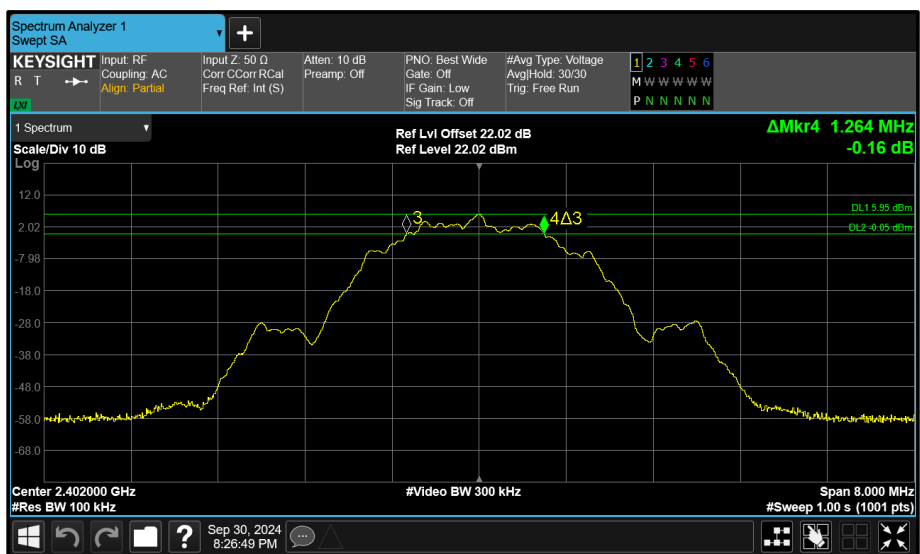 Spectrum Analyzer 1
Swept SA
+
KEYSIGHT
R T
LXI
Input: RF
Coupling: AC
Align: Partial
Input Z: 50 Ω
Corr CCorr RCal
Freq Ref: Int (S)
Atten: 10 dB
Preamp: Off
PNO: Best Wide
Gate: Off
IF Gain: Low
Sig Track: Off
#Avg Type: Voltage
Avg|Hold: 30/30
Trig: Free Run
1 2 3 4 5 6
M W W W W W
P N N N N N
1 Spectrum
Scale/Div 10 dB
Ref Lvl Offset 22.02 dB
Ref Level 22.02 dBm
ΔMkr4 1.264 MHz
-0.16 dB
Log
12.0
2.02
-7.98
-18.0
-28.0
-38.0
-48.0
-58.0
-68.0
3
4Δ3
DL1 5.95 dBm
DL2 -0.05 dBm
Center 2.402000 GHz
#Res BW 100 kHz
#Video BW 300 kHz
Span 8.000 MHz
#Sweep 1.00 s (1001 pts)
?
Sep 30, 2024
8:26:49 PM